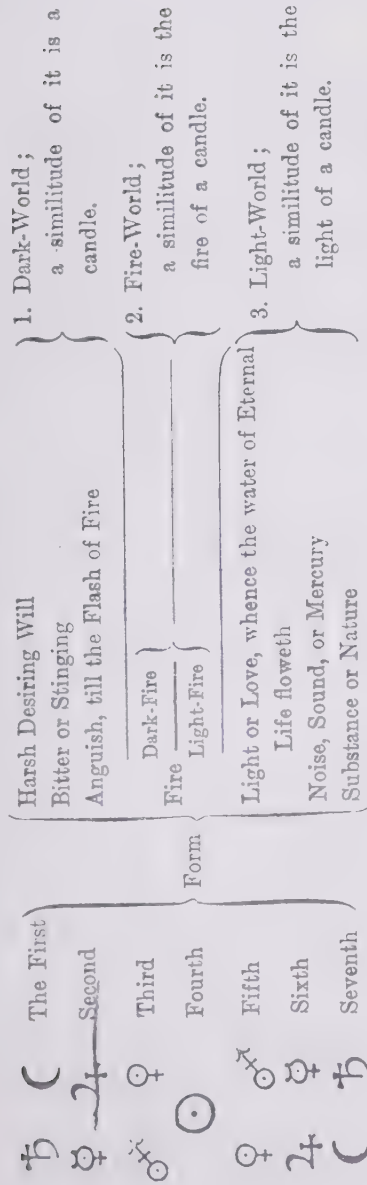 ♄ ☾ The First
☿ ♃ Second
♂ ♀ Third
☉ Fourth
♀ ♂ Fifth
♃ ☿ Sixth
☾ ♄ Seventh
Form
Harsh Desiring Will
Bitter or Stinging
Anguish, till the Flash of Fire
Dark-Fire
Fire
Light-Fire
Light or Love, whence the water of Eternal
Life floweth
Noise, Sound, or Mercury
Substance or Nature
1. Dark-World;
a similitude of it is a
candle.
2. Fire-World;
a similitude of it is the
fire of a candle.
3. Light-World;
a similitude of it is the
light of a candle.